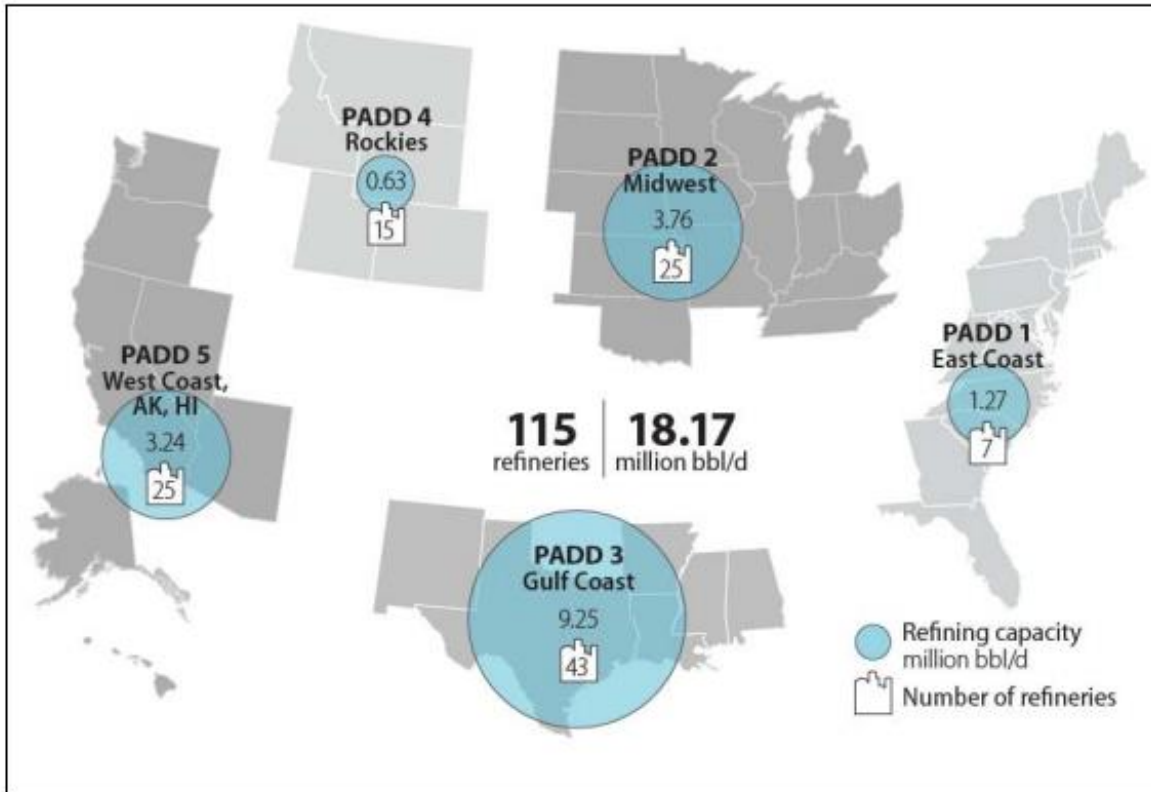 PADD 4
Rockies
0.63
15
PADD 2
Midwest
3.76
25
PADD 1
East Coast
1.27
7
PADD 5
West Coast,
AK, HI
3.24
25
115
refineries
18.17
million bbl/d
PADD 3
Gulf Coast
9.25
43
Refining capacity
million bbl/d
Number of refineries